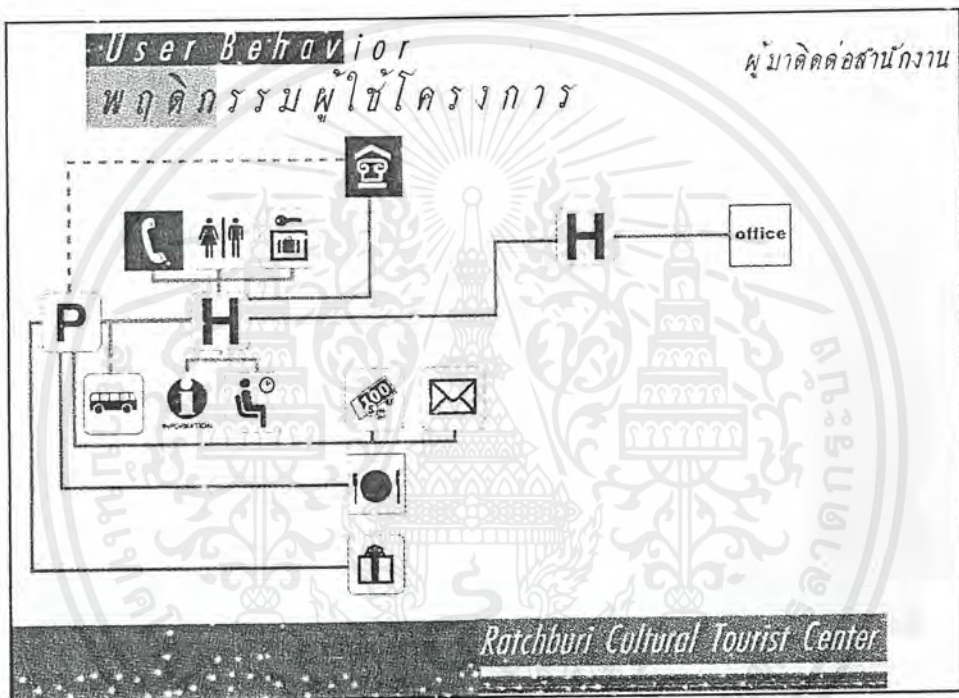 User Behavior
พฤติกรรมผู้ใช้โครงการ
ผู้มาติดต่อสำนักงาน
H
office
P
H
INFORMATION
100
Ratchburi Cultural Tourist Center